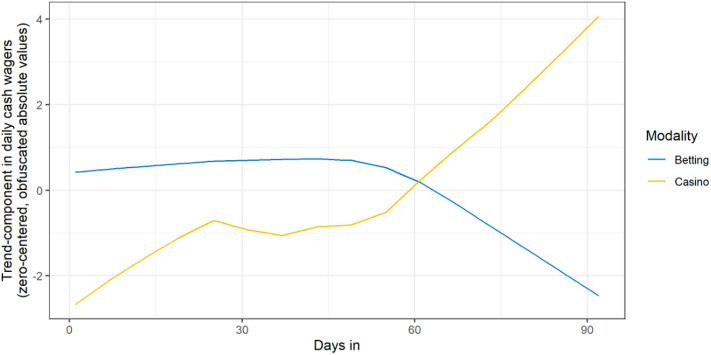 Trend-component in daily cash wagers
(zero-centered, obfuscated absolute values)
4
2
0
-2
0
30
60
90
Days in
Modality
Betting
Casino